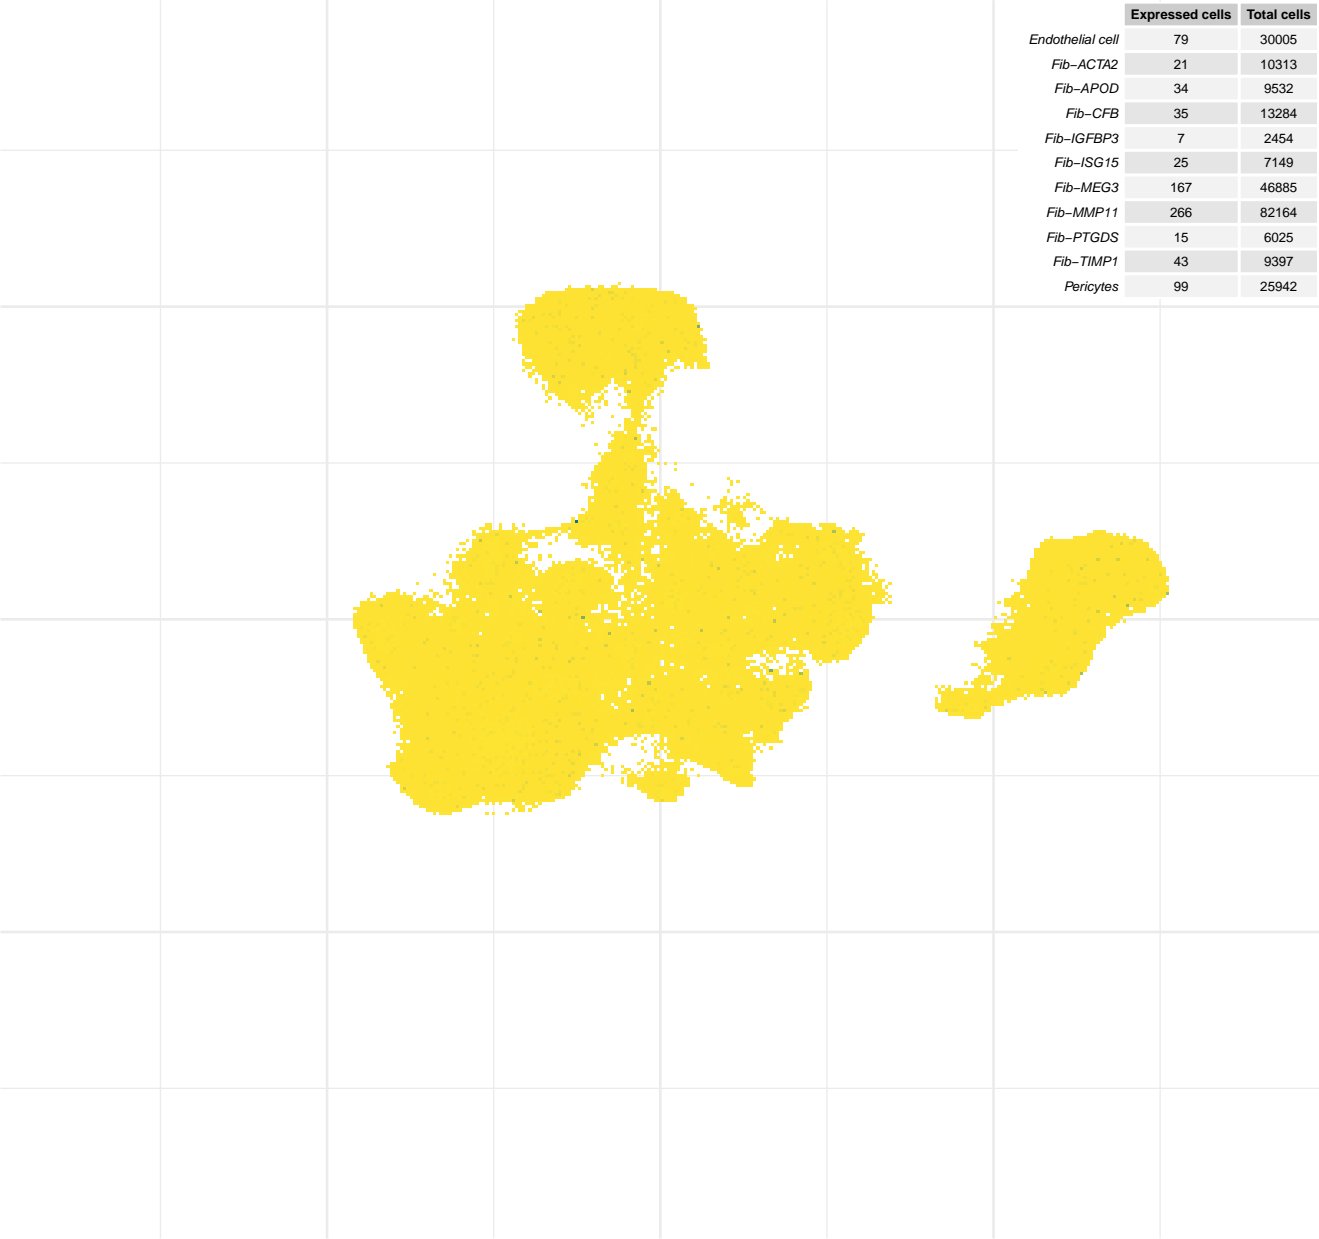 Expressed cells Total cells
Endothelial cell 79 30005
Fib−ACTA2 21 10313
Fib−APOD 34 9532
Fib−CFB 35 13284
Fib−IGFBP3 7 2454
Fib−ISG15 25 7149
Fib−MEG3 167 46885
Fib−MMP11 266 82164
Fib−PTGDS 15 6025
Fib−TIMP1 43 9397
Pericytes 99 25942